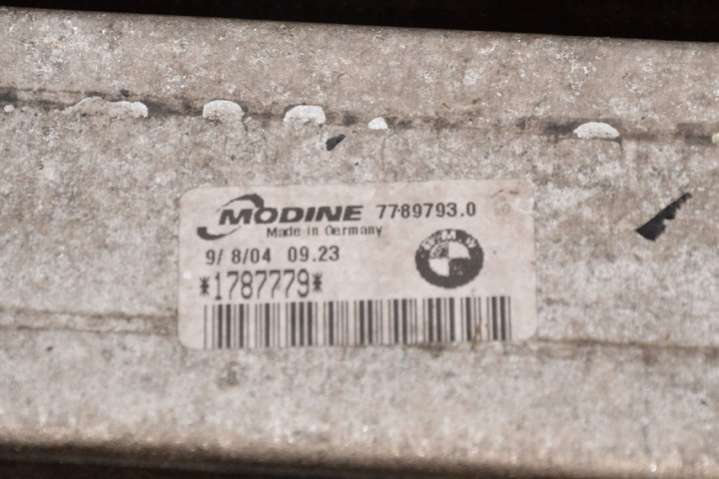 MODINE 7789793.0
Made in Germany
9/ 8/04 09.23
BMW
*1787779*